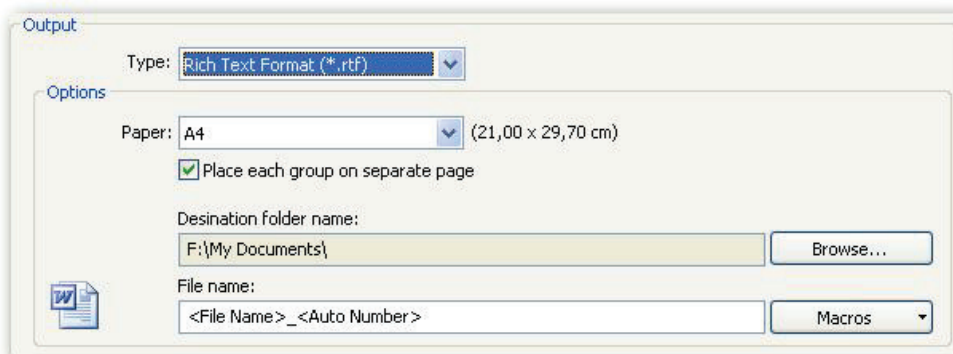 Output
Type: Rich Text Format (*.rtf)
Options
Paper: A4 (21,00 x 29,70 cm)
Place each group on separate page
Desination folder name:
F:\My Documents\ Browse...
File name:
<File Name>_<Auto Number> Macros